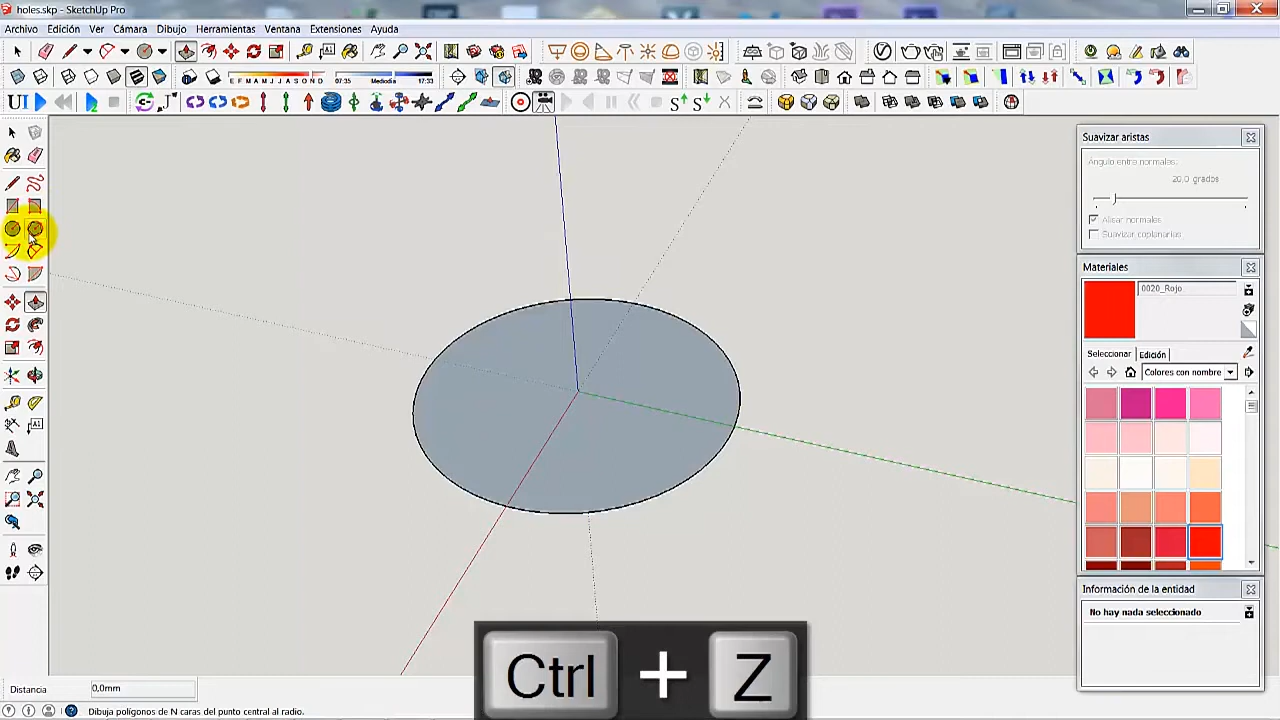 holes.skp - SketchUp Pro
Archivo Edición Ver Cámara Dibujo Herramientas Ventana Extensiones Ayuda
E F M A M J J A S O N D 07:35 Mediodía 17:33
UI
Suavizar aristas
Ángulo entre normales:
20,0 grados
Alisar normales
Suavizar coplanarias
Materiales
0020_Rojo
Seleccionar Edición
Colores con nombre
Información de la entidad
No hay nada seleccionado
Ctrl + Z
Distancia 0,0mm
Dibuja polígonos de N caras del punto central al radio.